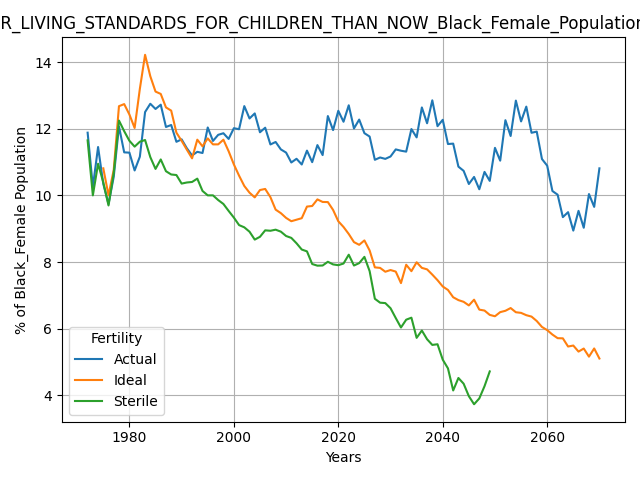 R_LIVING_STANDARDS_FOR_CHILDREN_THAN_NOW_Black_Female_Population
% of Black_Female Population
14
12
10
8
6
4
Fertility
Actual
Ideal
Sterile
1980
2000
2020
2040
2060
Years